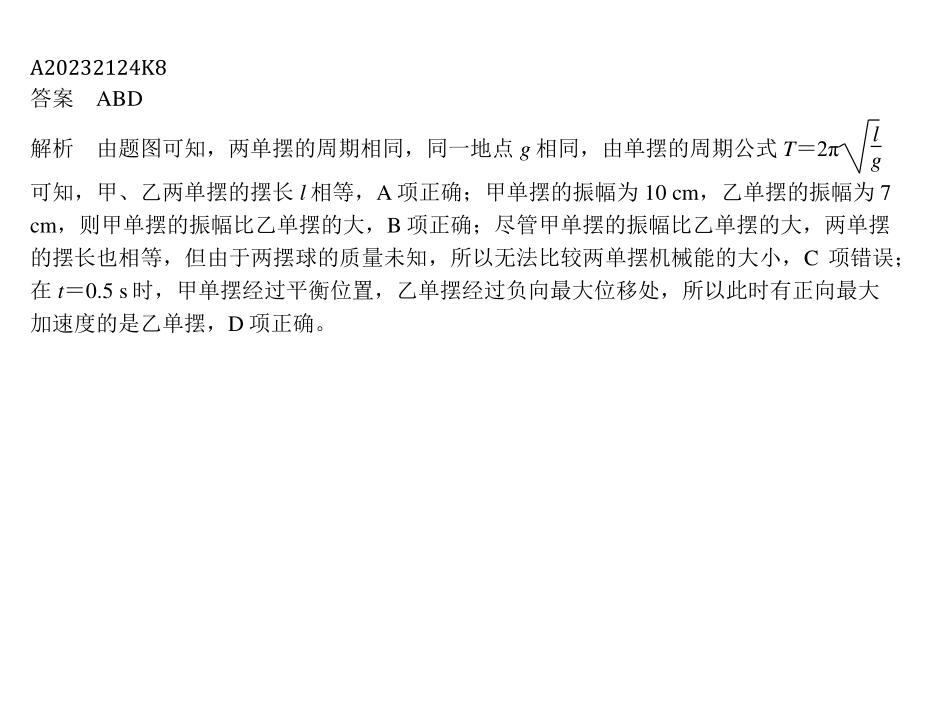 A20232124K8
答案 ABD
解析 由题图可知，两单摆的周期相同，同一地点 g 相同，由单摆的周期公式 T＝2π√(l/g)
可知，甲、乙两单摆的摆长 l 相等，A 项正确；甲单摆的振幅为 10 cm，乙单摆的振幅为 7
cm，则甲单摆的振幅比乙单摆的大，B 项正确；尽管甲单摆的振幅比乙单摆的大，两单摆
的摆长也相等，但由于两摆球的质量未知，所以无法比较两单摆机械能的大小，C 项错误；
在 t＝0.5 s 时，甲单摆经过平衡位置，乙单摆经过负向最大位移处，所以此时有正向最大
加速度的是乙单摆，D 项正确。